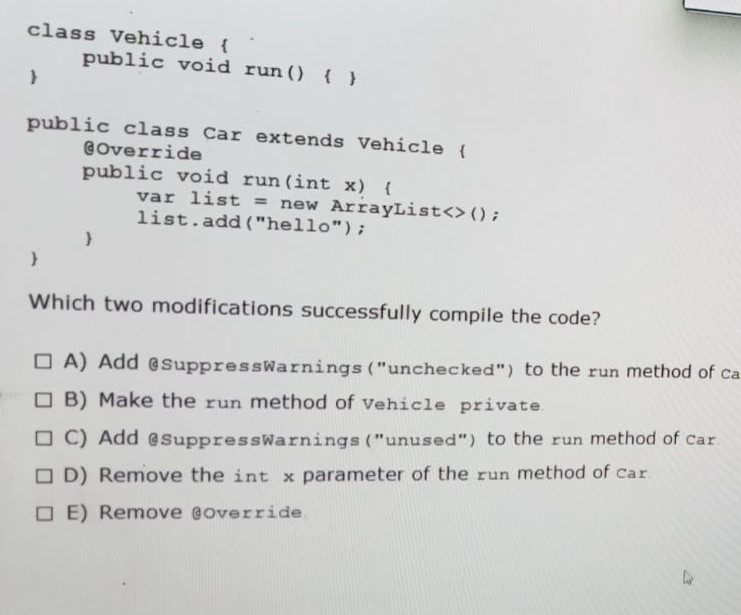 class Vehicle {
public void run() { }
}
public class Car extends Vehicle {
@Override
public void run(int x) {
var list = new ArrayList<>();
list.add("hello");
}
}
Which two modifications successfully compile the code?
A) Add @SuppressWarnings("unchecked") to the run method of Ca
B) Make the run method of Vehicle private.
C) Add @SuppressWarnings("unused") to the run method of Car.
D) Remove the int x parameter of the run method of Car.
E) Remove @Override.